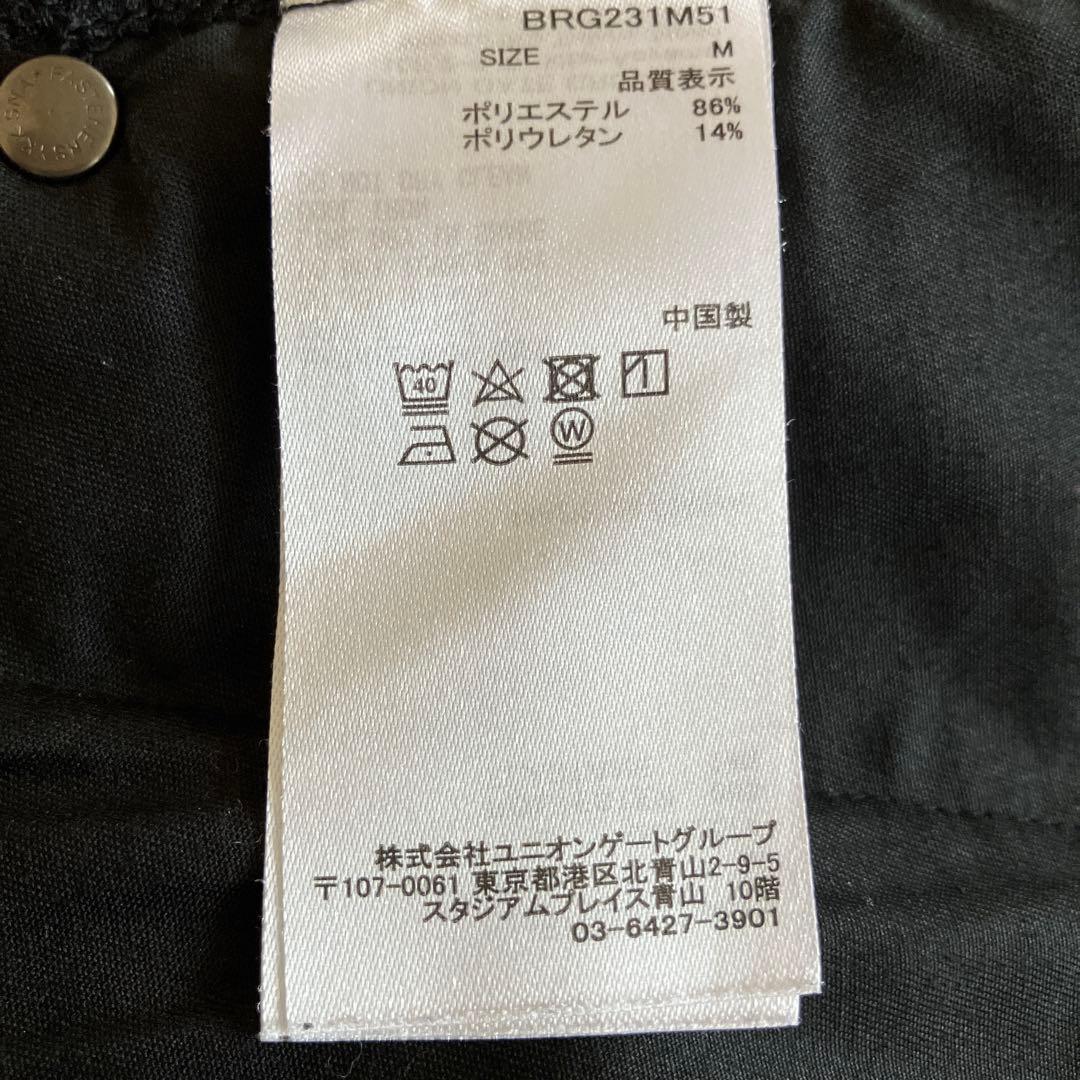 BRG231M51
SIZE M
品質表示
ポリエステル 86%
ポリウレタン 14%
中国製
40
W
株式会社ユニオンゲートグループ
〒107-0061 東京都港区北青山2-9-5
スタジアムプレイス青山 10階
03-6427-3901